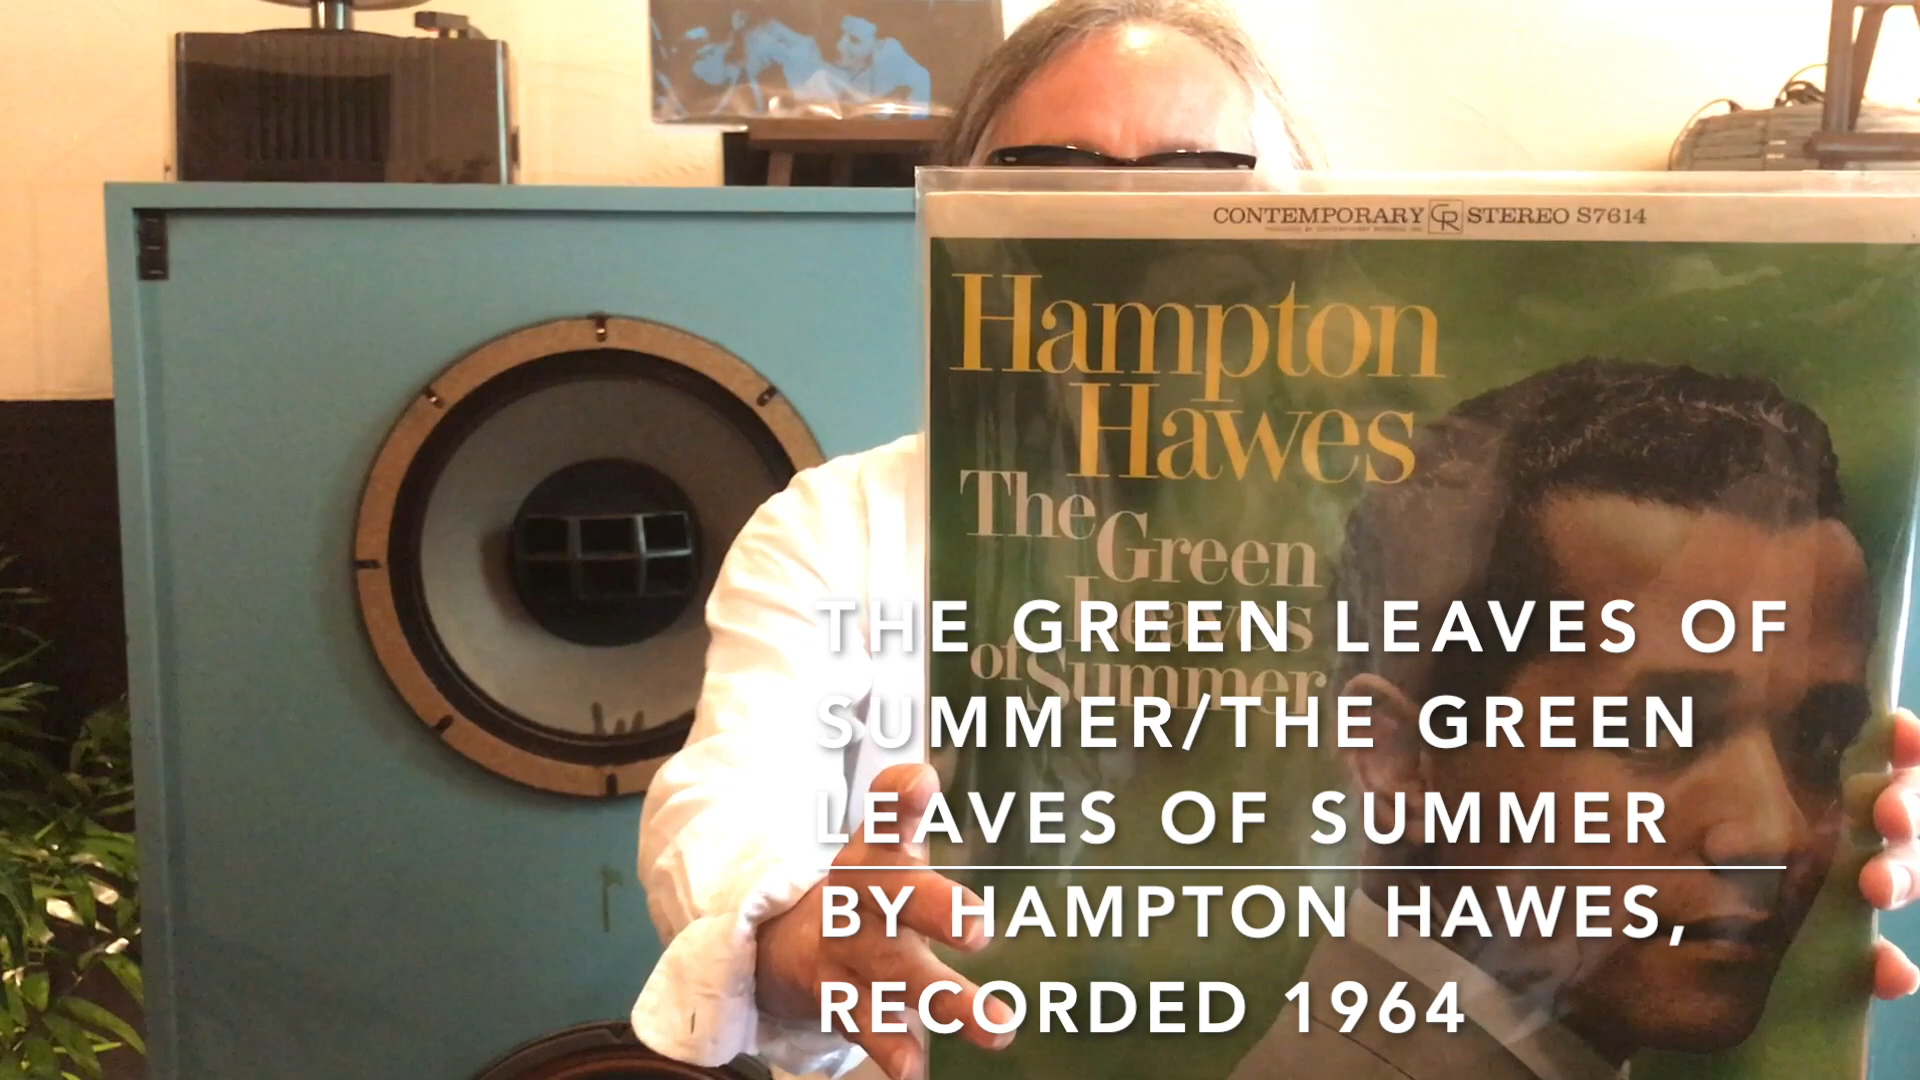 CONTEMPORARY CR STEREO S7614
Hampton
Hawes
The Green
Leaves
of Summer
THE GREEN LEAVES OF
SUMMER/THE GREEN
LEAVES OF SUMMER
BY HAMPTON HAWES,
RECORDED 1964